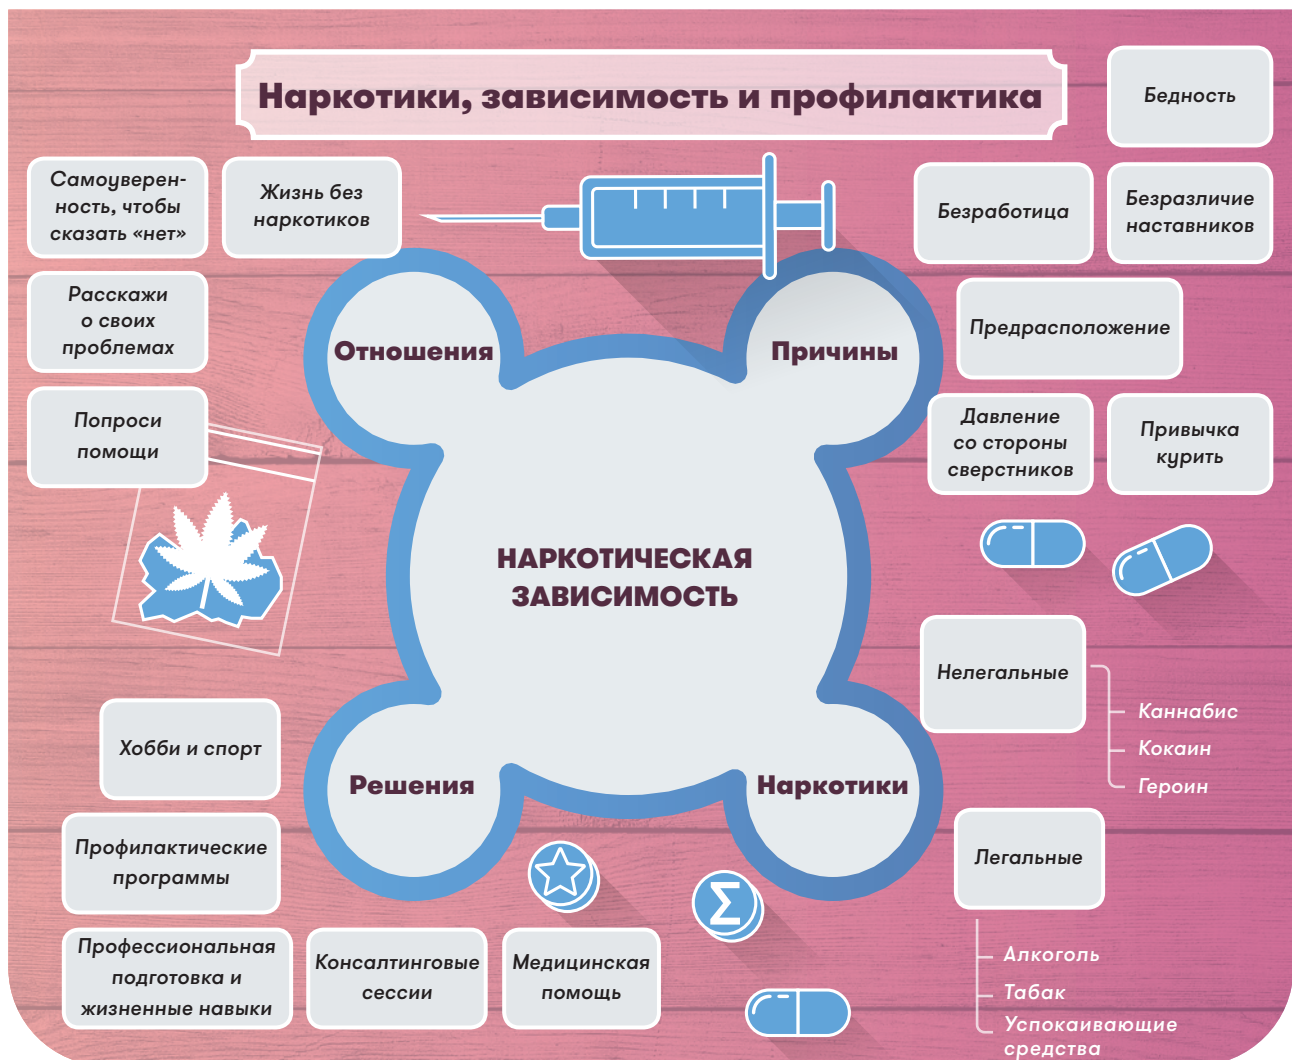 Наркотики, зависимость и профилактика
Бедность
Самоуверен-
ность, чтобы
сказать «нет»
Жизнь без
наркотиков
Безработица
Безразличие
наставников
Расскажи
о своих
проблемах
Предрасположение
Отношения
Причины
Попроси
помощи
Давление
со стороны
сверстников
Привычка
курить
НАРКОТИЧЕСКАЯ
ЗАВИСИМОСТЬ
Нелегальные
Каннабис
Кокаин
Героин
Хобби и спорт
Решения
Наркотики
Профилактические
программы
Легальные
Σ
Профессиональная
подготовка и
жизненные навыки
Консалтинговые
сессии
Медицинская
помощь
Алкоголь
Табак
Успокаивающие
средства